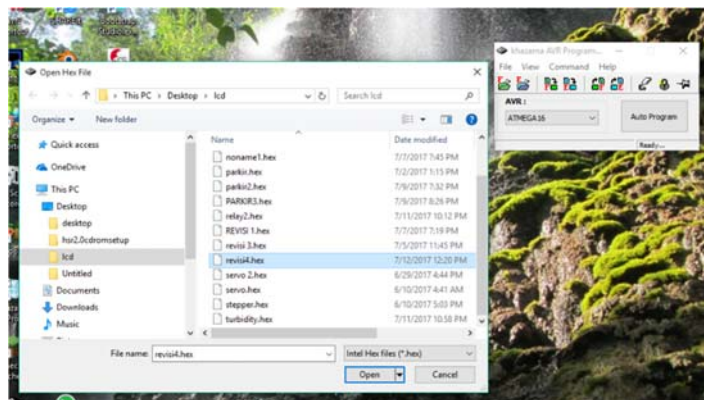 Open Hex File
This PC > Desktop > lcd
Search lcd
Organize
New folder
Name
Date modified
Quick access
OneDrive
This PC
Desktop
desktop
hsr2.0cdromsetup
lcd
Untitled
Documents
Downloads
Music
noname1.hex 7/7/2017 7:45 PM
parkir.hex 7/2/2017 1:15 PM
parkir2.hex 7/9/2017 7:32 PM
PARKIR3.hex 7/9/2017 8:26 PM
relay2.hex 7/11/2017 10:12 PM
REVISI 1.hex 7/7/2017 7:19 PM
revisi 3.hex 7/5/2017 11:45 PM
revisi4.hex 7/12/2017 12:20 PM
servo 2.hex 6/29/2017 4:44 PM
servo.hex 6/10/2017 4:41 AM
stepper.hex 6/10/2017 5:03 PM
turbidity.hex 7/11/2017 10:58 PM
File name: revisi4.hex
Intel Hex files (*.hex)
Open
Cancel
khazama AVR Program...
File View Command Help
AVR :
ATMEGA16
Auto Program
Ready...